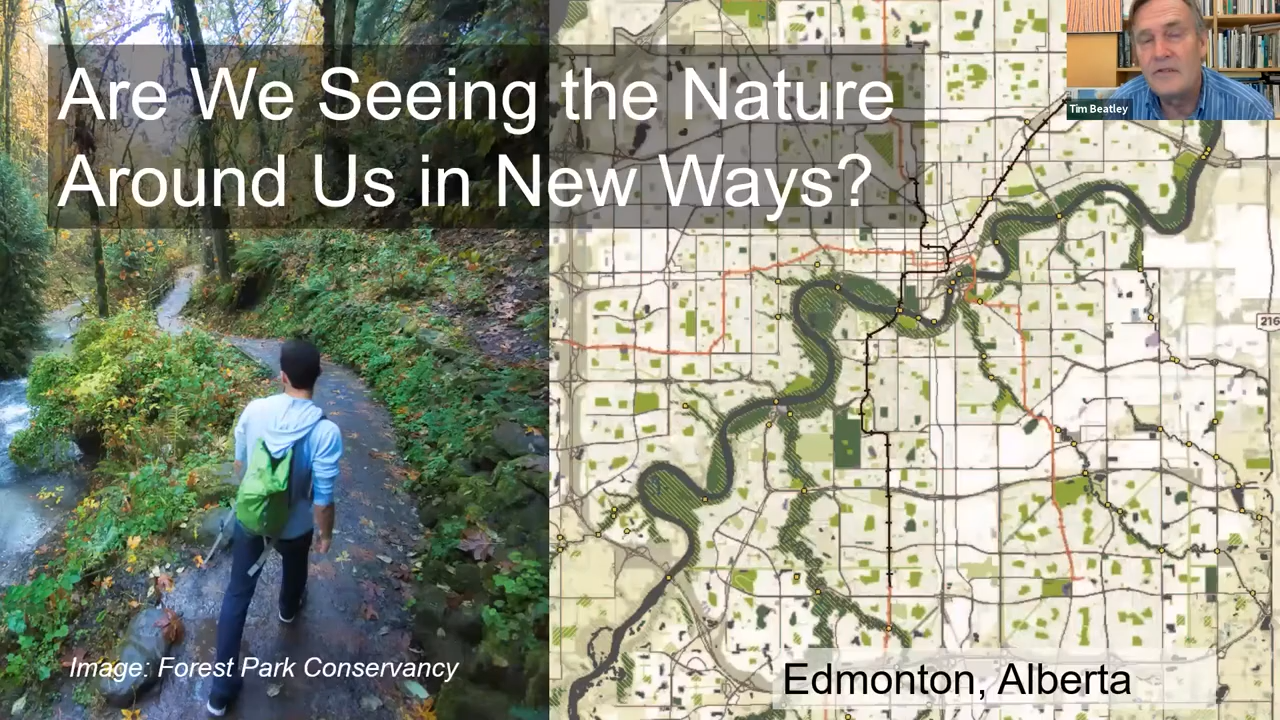 Are We Seeing the Nature
Around Us in New Ways?
Tim Beatley
216
Image: Forest Park Conservancy
Edmonton, Alberta